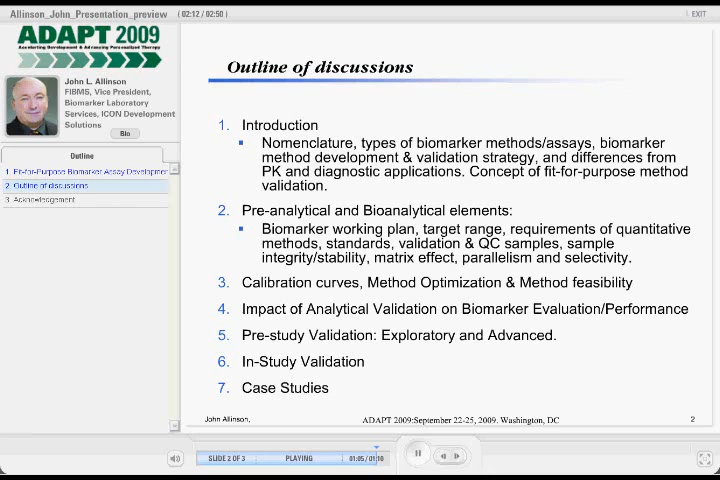 Allinson_John_Presentation_preview (02:12 / 02:50) EXIT
ADAPT 2009
Accelerating Development & Advancing Personalized Therapy
John L. Allinson
FIBMS, Vice President,
Biomarker Laboratory
Services, ICON Development
Solutions
Bio
Outline
1. Fit-for-Purpose Biomarker Assay Developmen
2. Outline of discussions
3. Acknowledgement
Outline of discussions
1. Introduction
Nomenclature, types of biomarker methods/assays, biomarker
method development & validation strategy, and differences from
PK and diagnostic applications. Concept of fit-for-purpose method
validation.
2. Pre-analytical and Bioanalytical elements:
Biomarker working plan, target range, requirements of quantitative
methods, standards, validation & QC samples, sample
integrity/stability, matrix effect, parallelism and selectivity.
3. Calibration curves, Method Optimization & Method feasibility
4. Impact of Analytical Validation on Biomarker Evaluation/Performance
5. Pre-study Validation: Exploratory and Advanced.
6. In-Study Validation
7. Case Studies
John Allinson, ADAPT 2009:September 22-25, 2009. Washington, DC 2
SLIDE 2 OF 3 PLAYING 01:05 / 01:10